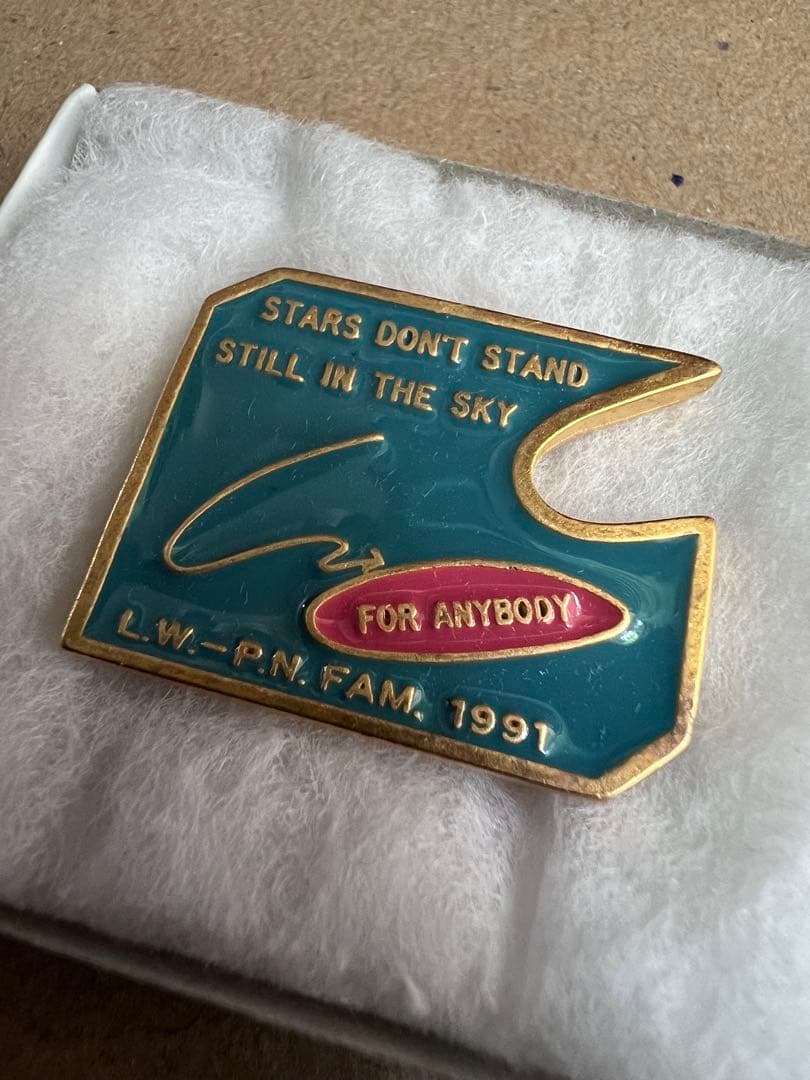 STARS DON'T STAND
STILL IN THE SKY
FOR ANYBODY
L.W.-P.N. FAM. 1991